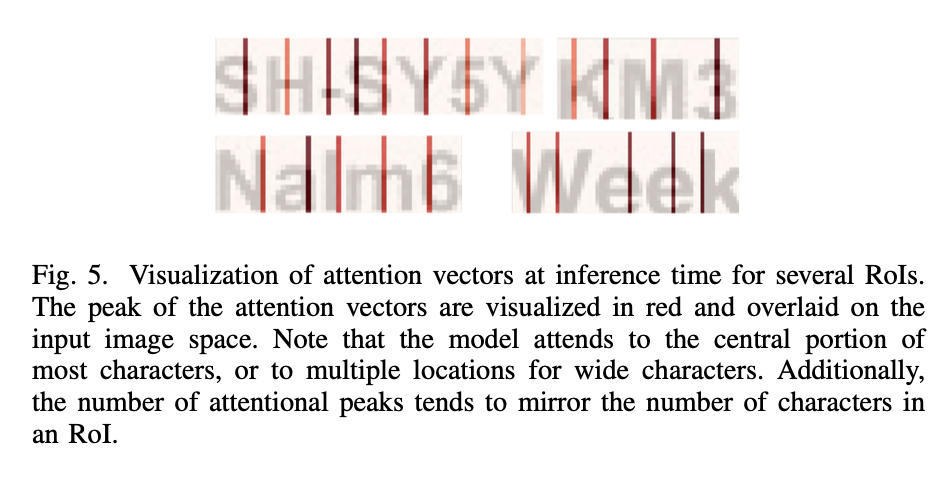 SH-SY5Y KM3
Nalm6 Week
Fig. 5. Visualization of attention vectors at inference time for several RoIs.
The peak of the attention vectors are visualized in red and overlaid on the
input image space. Note that the model attends to the central portion of
most characters, or to multiple locations for wide characters. Additionally,
the number of attentional peaks tends to mirror the number of characters in
an RoI.